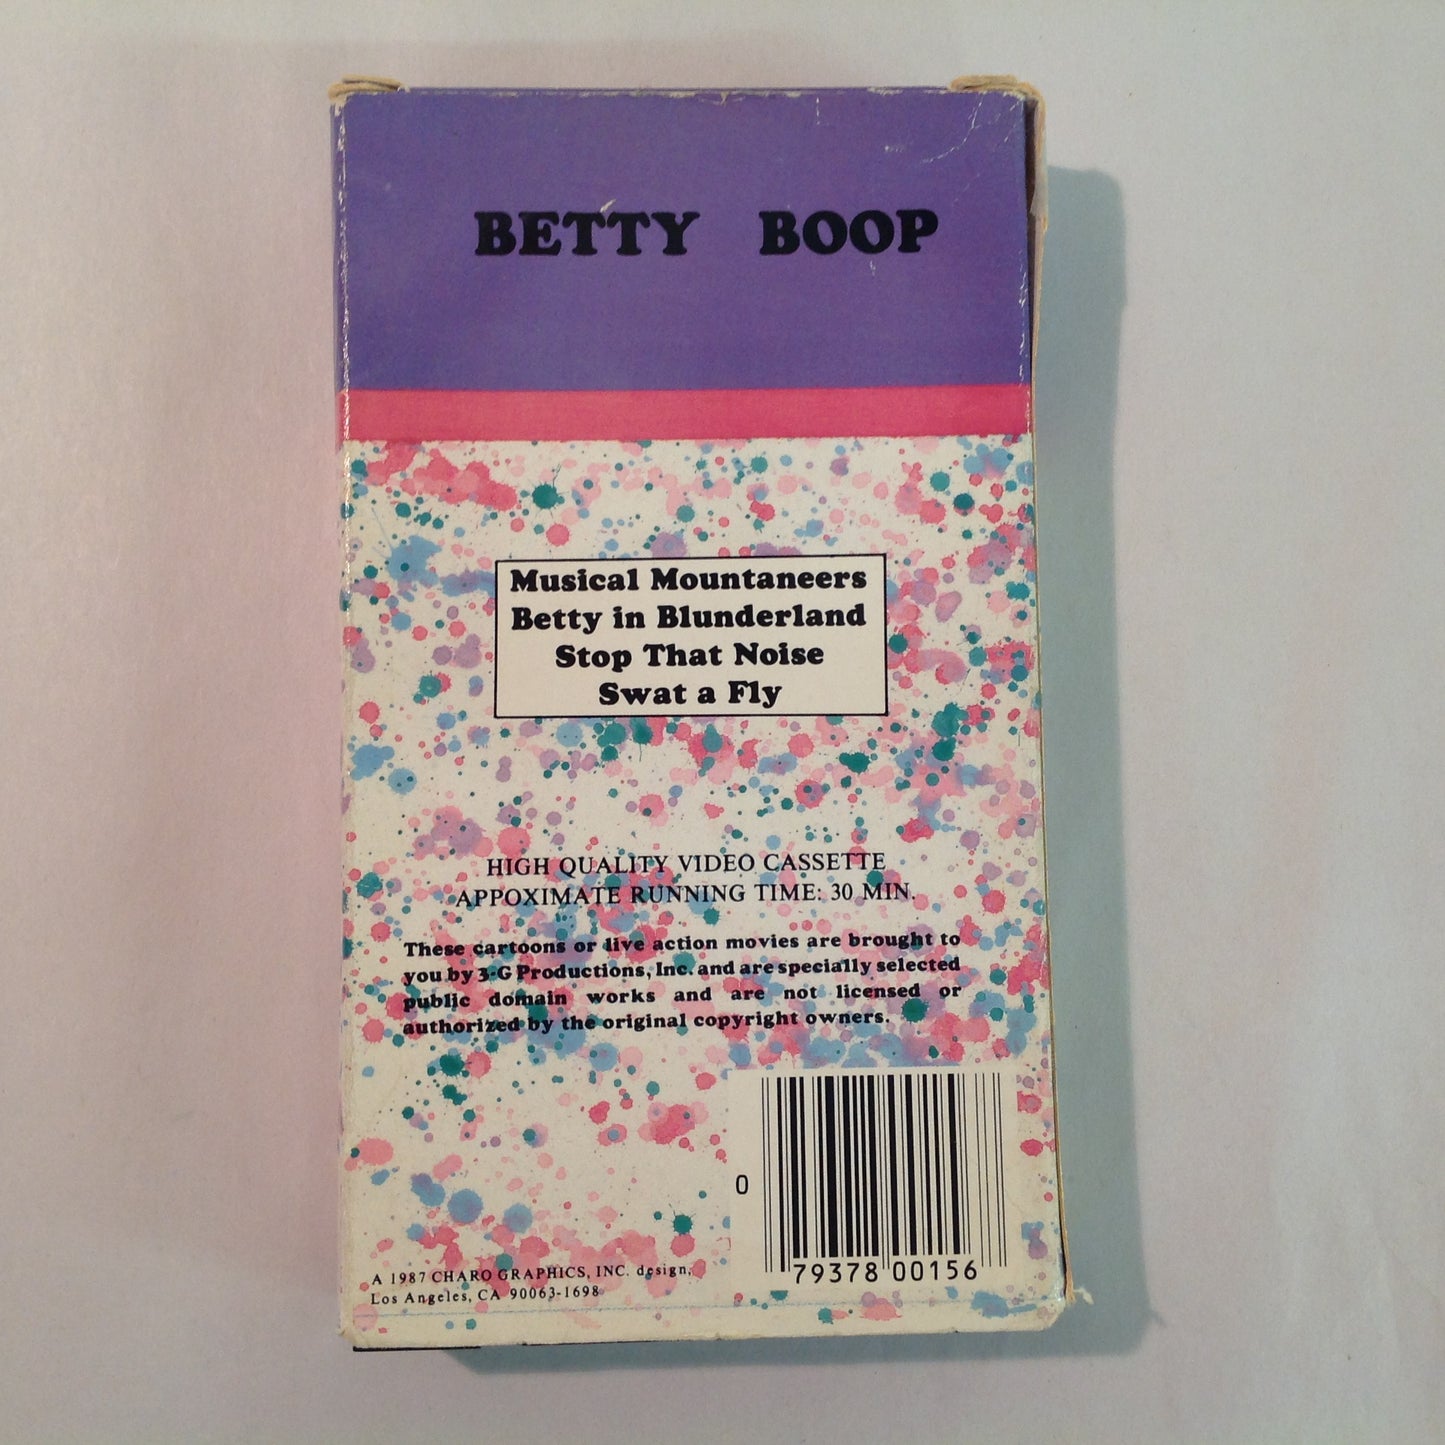 BETTY BOOP
Musical Mountaneers
Betty in Blunderland
Stop That Noise
Swat a Fly
HIGH QUALITY VIDEO CASSETTE
APPOXIMATE RUNNING TIME: 30 MIN.
These cartoons or live action movies are brought to
you by 3-G Productions, Inc. and are specially selected
public domain works and are not licensed or
authorized by the original copyright owners.
0 79378 00156
A 1987 CHARO GRAPHICS, INC. design,
Los Angeles, CA 90063-1698